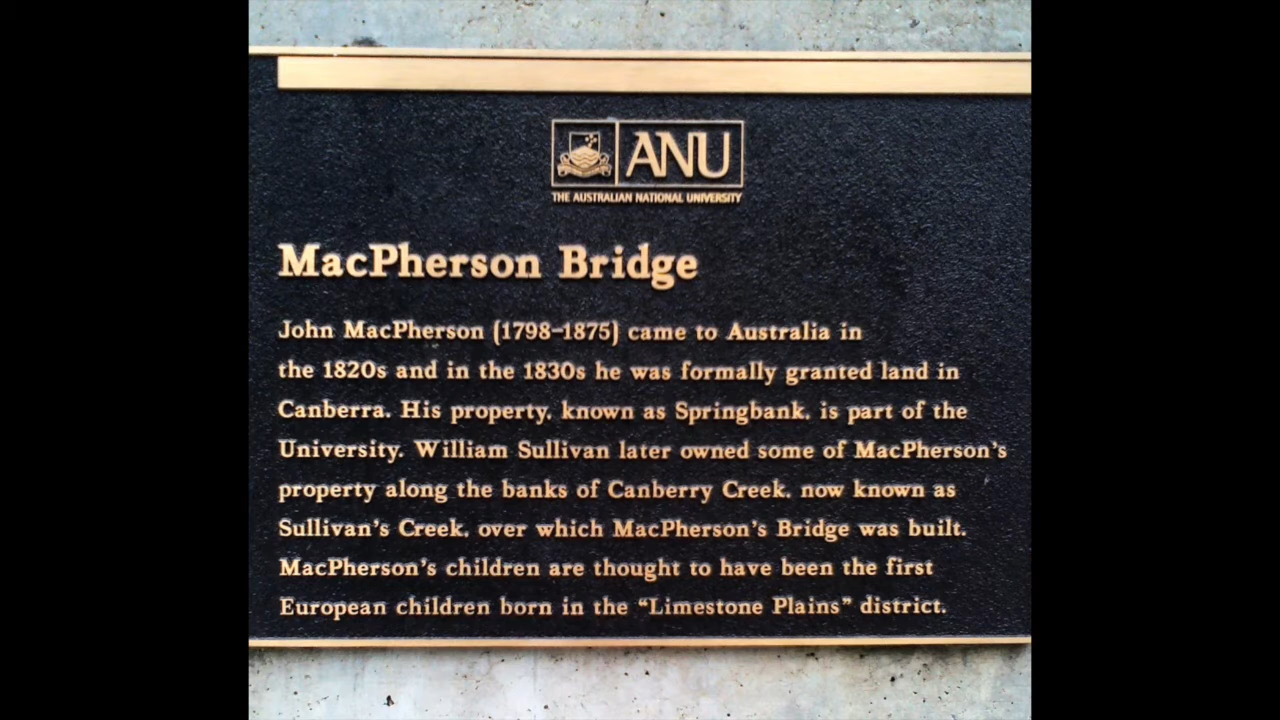 ANU
THE AUSTRALIAN NATIONAL UNIVERSITY
MacPherson Bridge
John MacPherson (1798–1875) came to Australia in
the 1820s and in the 1830s he was formally granted land in
Canberra. His property, known as Springbank, is part of the
University. William Sullivan later owned some of MacPherson's
property along the banks of Canberry Creek, now known as
Sullivan's Creek, over which MacPherson's Bridge was built.
MacPherson's children are thought to have been the first
European children born in the “Limestone Plains” district.